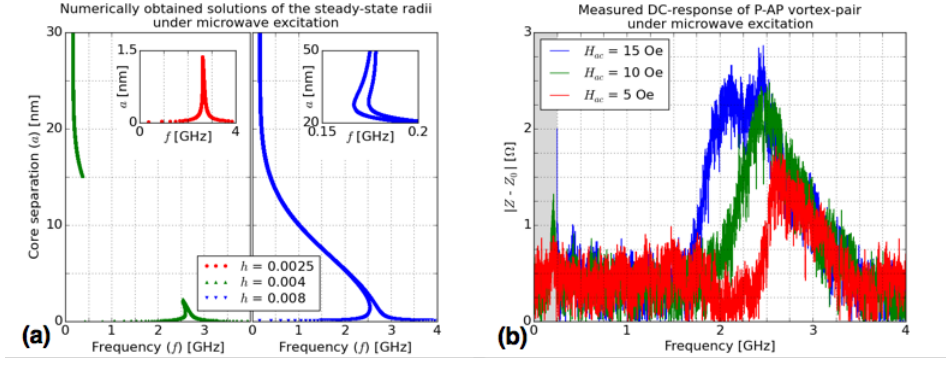 Numerically obtained solutions of the steady-state radii
under microwave excitation
30
20
10
0
Core separation (a) [nm]
1.5
0
a [nm]
0
4
f [GHz]
50
20
a [nm]
0.15
0.2
f [GHz]
h = 0.0025
h = 0.004
h = 0.008
0 1 2 3 0 1 2 3 4
Frequency (f) [GHz]
Frequency (f) [GHz]
(a)
Measured DC-response of P-AP vortex-pair
under microwave excitation
3
2
1
0
|Z - Z0| [Ω]
Hac = 15 Oe
Hac = 10 Oe
Hac = 5 Oe
0 1 2 3 4
Frequency [GHz]
(b)